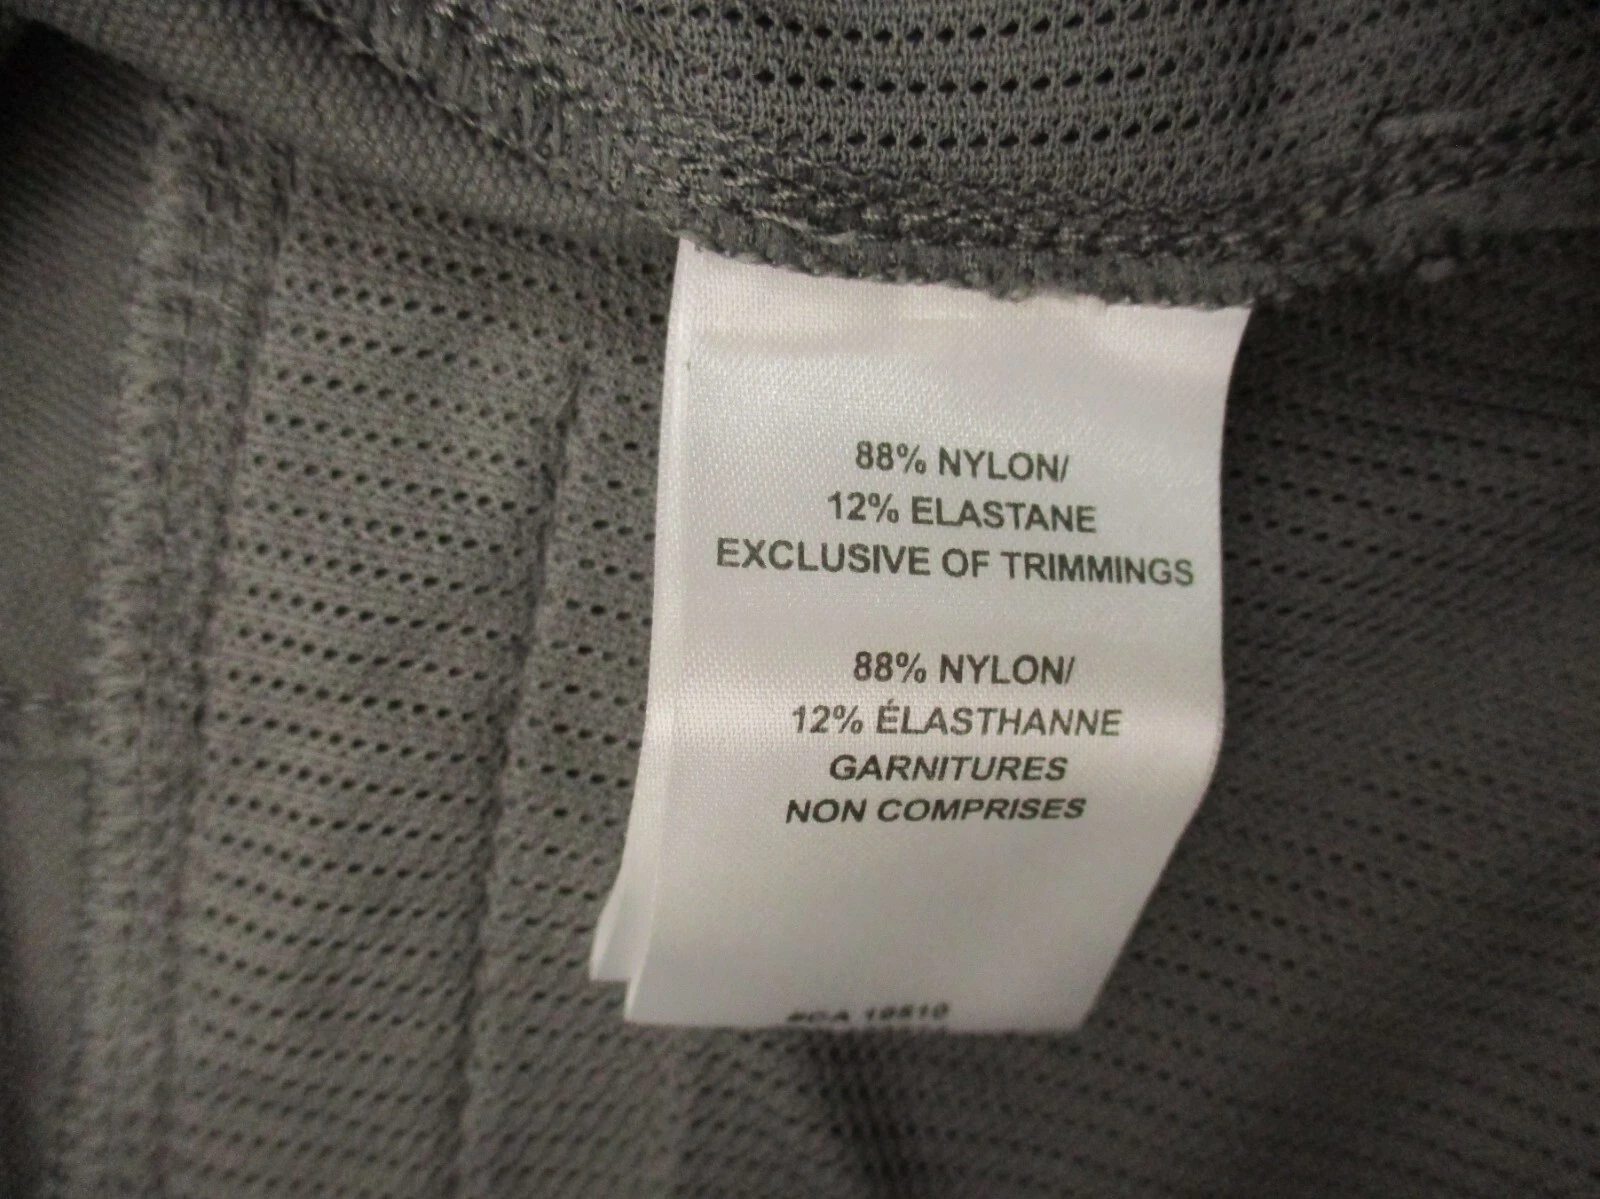 88% NYLON/
12% ELASTANE
EXCLUSIVE OF TRIMMINGS
88% NYLON/
12% ÉLASTHANNE
GARNITURES
NON COMPRISES